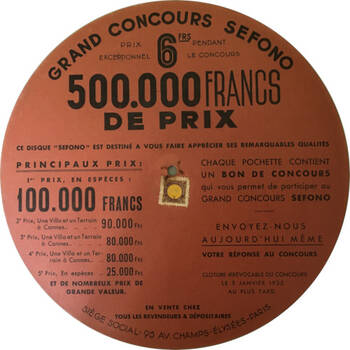 GRAND CONCOURS SEFONO
PRIX EXCEPTIONNEL 6 FRS PENDANT LE CONCOURS
500.000 FRANCS
DE PRIX
CE DISQUE "SEFONO" EST DESTINÉ A VOUS FAIRE APPRÉCIER SES REMARQUABLES QUALITÉS
PRINCIPAUX PRIX:
1er PRIX, EN ESPÈCES:
100.000 FRANCS
2e Prix, Une Villa et un Terrain à Cannes.. 90.000 Frs
3e Prix, Une Villa et un Terrain à Cannes.. 80.000 Frs
4e Prix, Une Villa et un Terrain à Cannes.. 80.000 Frs
5e Prix, En espèces . 25.000 Frs
ET DE NOMBREUX PRIX DE
GRANDE VALEUR.
CHAQUE POCHETTE CONTIENT
UN BON DE CONCOURS
qui vous permet de participer au
GRAND CONCOURS SEFONO
ENVOYEZ-NOUS
AUJOURD'HUI MÊME
VOTRE RÉPONSE AU CONCOURS
CLOTURE IRRÉVOCABLE DU CONCOURS
LE 5 JANVIER 1932
AU PLUS TARD.
EN VENTE CHEZ
TOUS LES REVENDEURS & DÉPOSITAIRES
SIÈGE SOCIAL: 95 AV. CHAMPS-ELYSÉES-PARIS